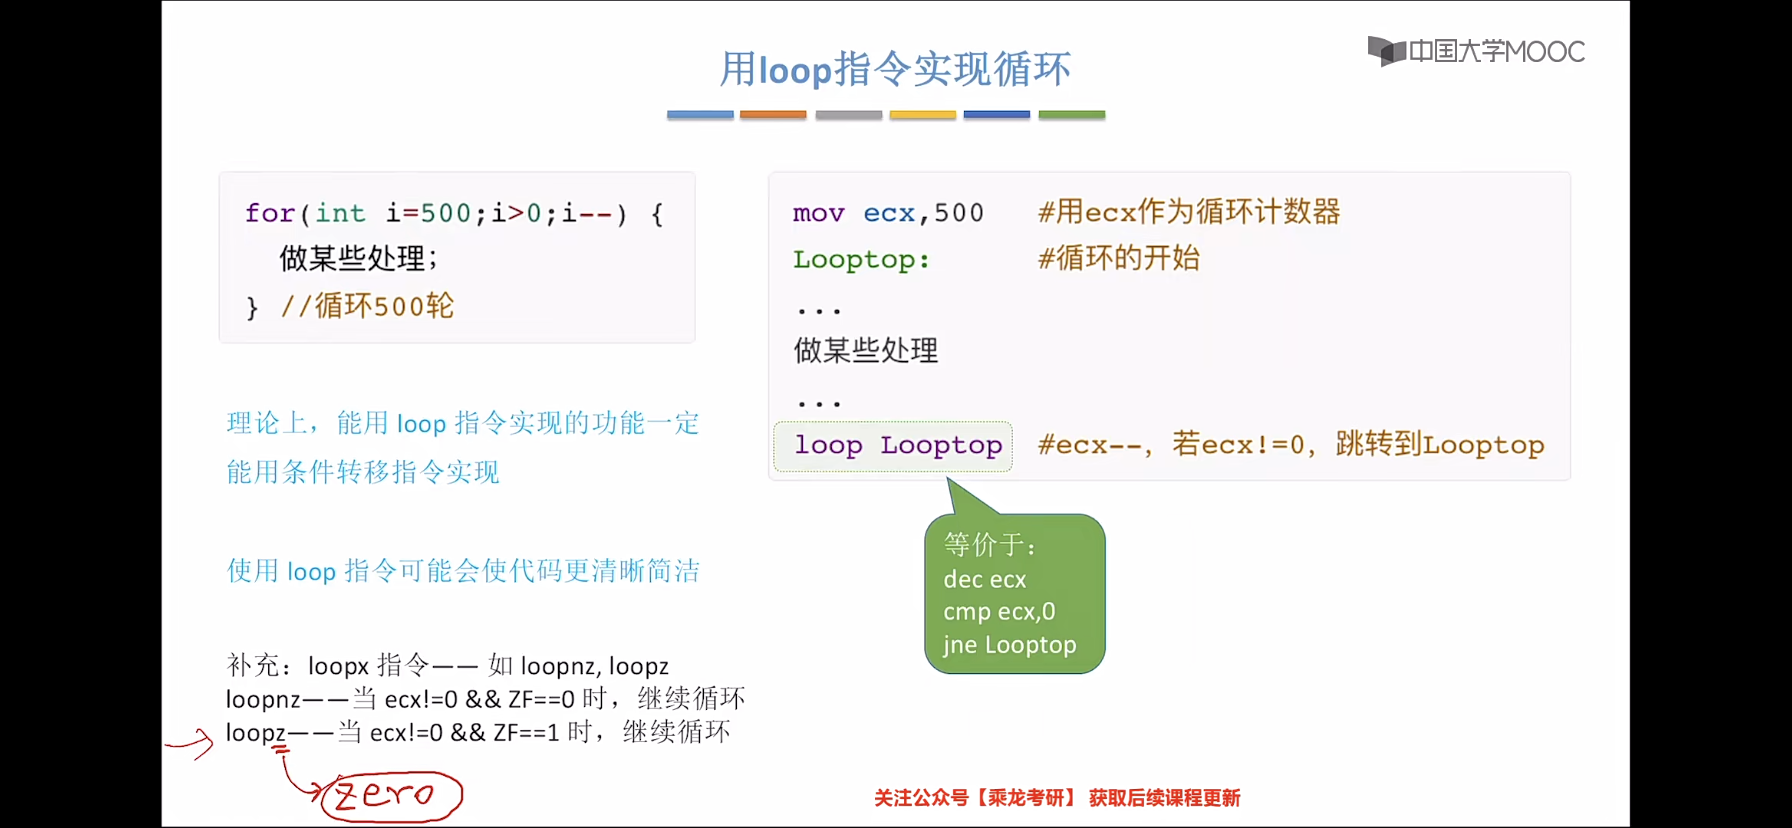 用loop指令实现循环
中国大学MOOC
for(int i=500;i>0;i--) {
做某些处理;
} //循环500轮
mov ecx,500 #用ecx作为循环计数器
Looptop: #循环的开始
...
做某些处理
...
loop Looptop #ecx--, 若ecx!=0, 跳转到Looptop
等价于:
dec ecx
cmp ecx,0
jne Looptop
理论上，能用 loop 指令实现的功能一定
能用条件转移指令实现
使用 loop 指令可能会使代码更清晰简洁
补充：loopx 指令—— 如 loopnz, loopz
loopnz——当 ecx!=0 && ZF==0 时，继续循环
loopz——当 ecx!=0 && ZF==1 时，继续循环
zero
关注公众号【乘龙考研】 获取后续课程更新